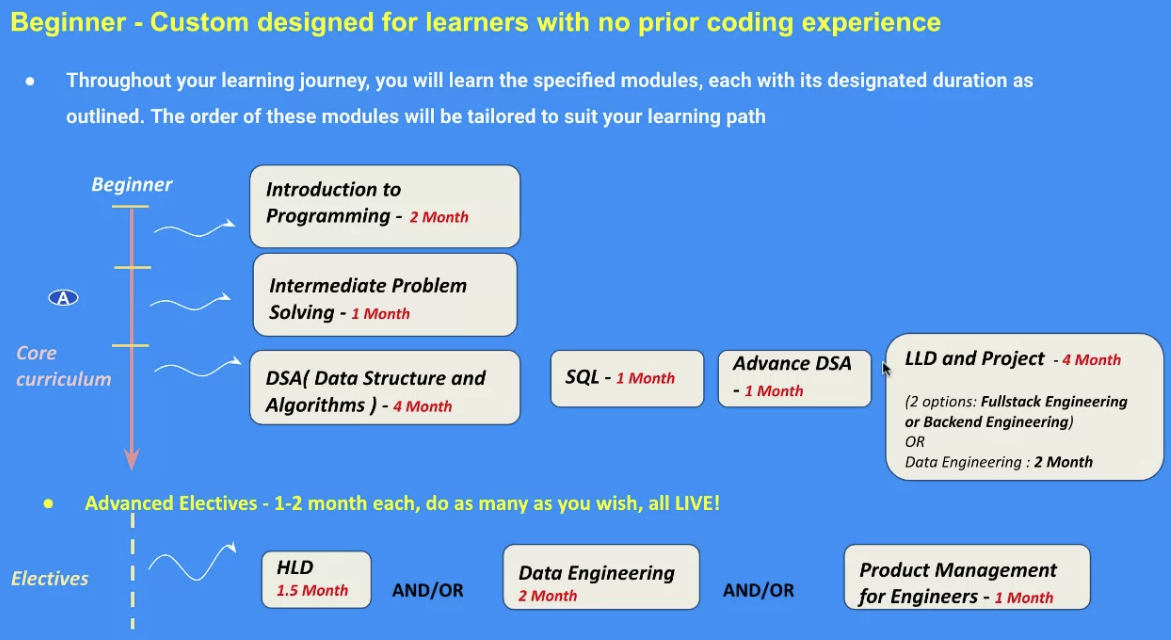 Beginner - Custom designed for learners with no prior coding experience
● Throughout your learning journey, you will learn the specified modules, each with its designated duration as
outlined. The order of these modules will be tailored to suit your learning path
Beginner
Introduction to
Programming - 2 Month
A
Intermediate Problem
Solving - 1 Month
Core
curriculum
DSA( Data Structure and
Algorithms ) - 4 Month
SQL - 1 Month
Advance DSA
- 1 Month
LLD and Project - 4 Month
(2 options: Fullstack Engineering
or Backend Engineering)
OR
Data Engineering : 2 Month
● Advanced Electives - 1-2 month each, do as many as you wish, all LIVE!
Electives
HLD
1.5 Month
AND/OR
Data Engineering
2 Month
AND/OR
Product Management
for Engineers - 1 Month